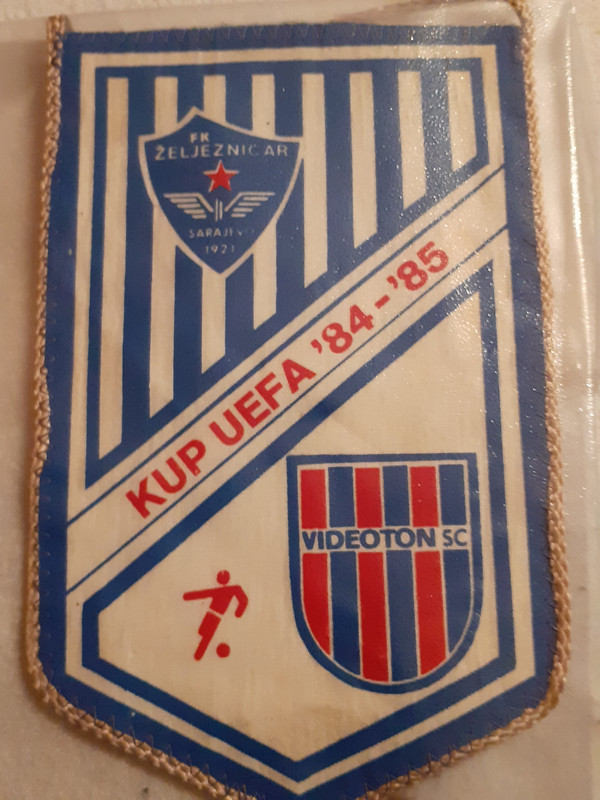 FK
ŽELJEZNIČAR
SARAJEVO
1921
KUP UEFA '84-'85
VIDEOTON SC